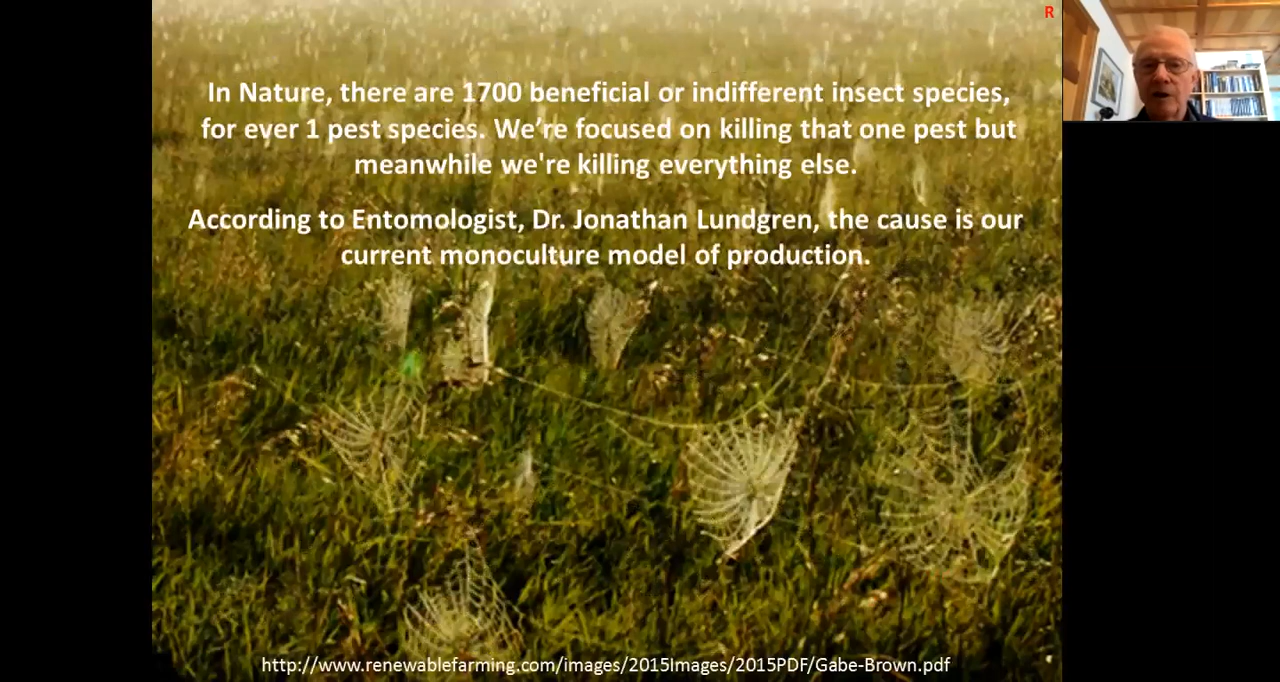 R
In Nature, there are 1700 beneficial or indifferent insect species,
for ever 1 pest species. We're focused on killing that one pest but
meanwhile we're killing everything else.
According to Entomologist, Dr. Jonathan Lundgren, the cause is our
current monoculture model of production.
http://www.renewablefarming.com/images/2015Images/2015PDF/Gabe-Brown.pdf